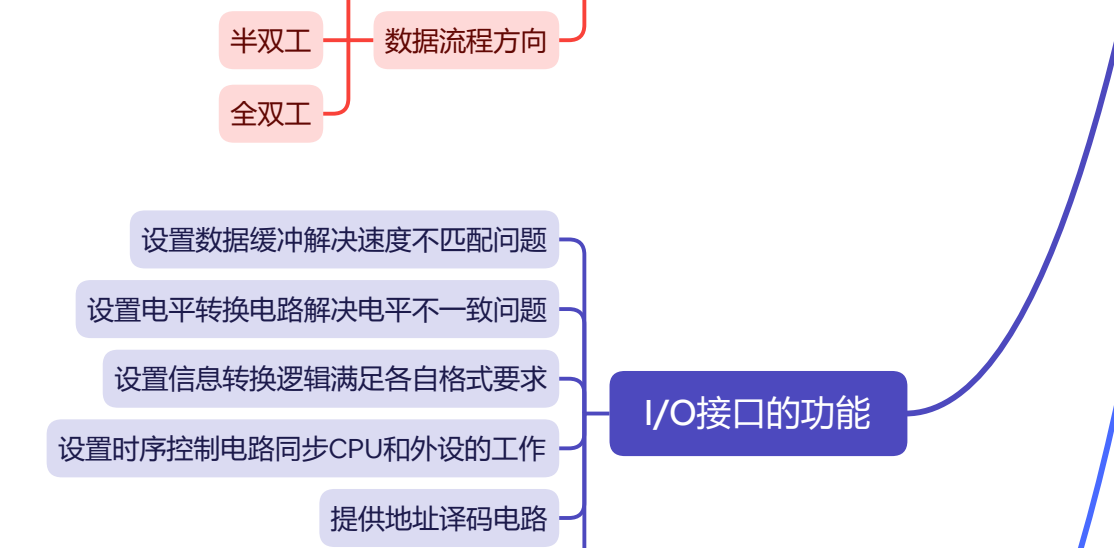 半双工
数据流程方向
全双工
设置数据缓冲解决速度不匹配问题
设置电平转换电路解决电平不一致问题
设置信息转换逻辑满足各自格式要求
I/O接口的功能
设置时序控制电路同步CPU和外设的工作
提供地址译码电路